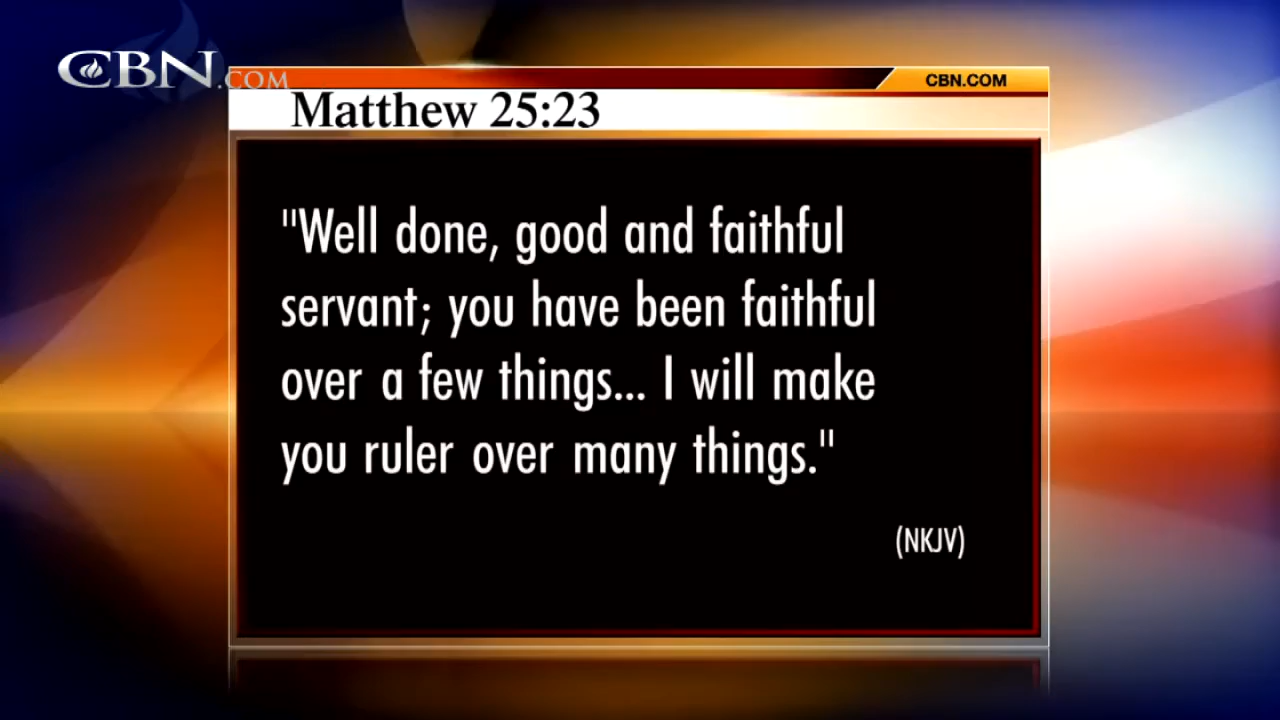 CBN.COM
CBN.COM
Matthew 25:23
"Well done, good and faithful
servant; you have been faithful
over a few things... I will make
you ruler over many things."
(NKJV)